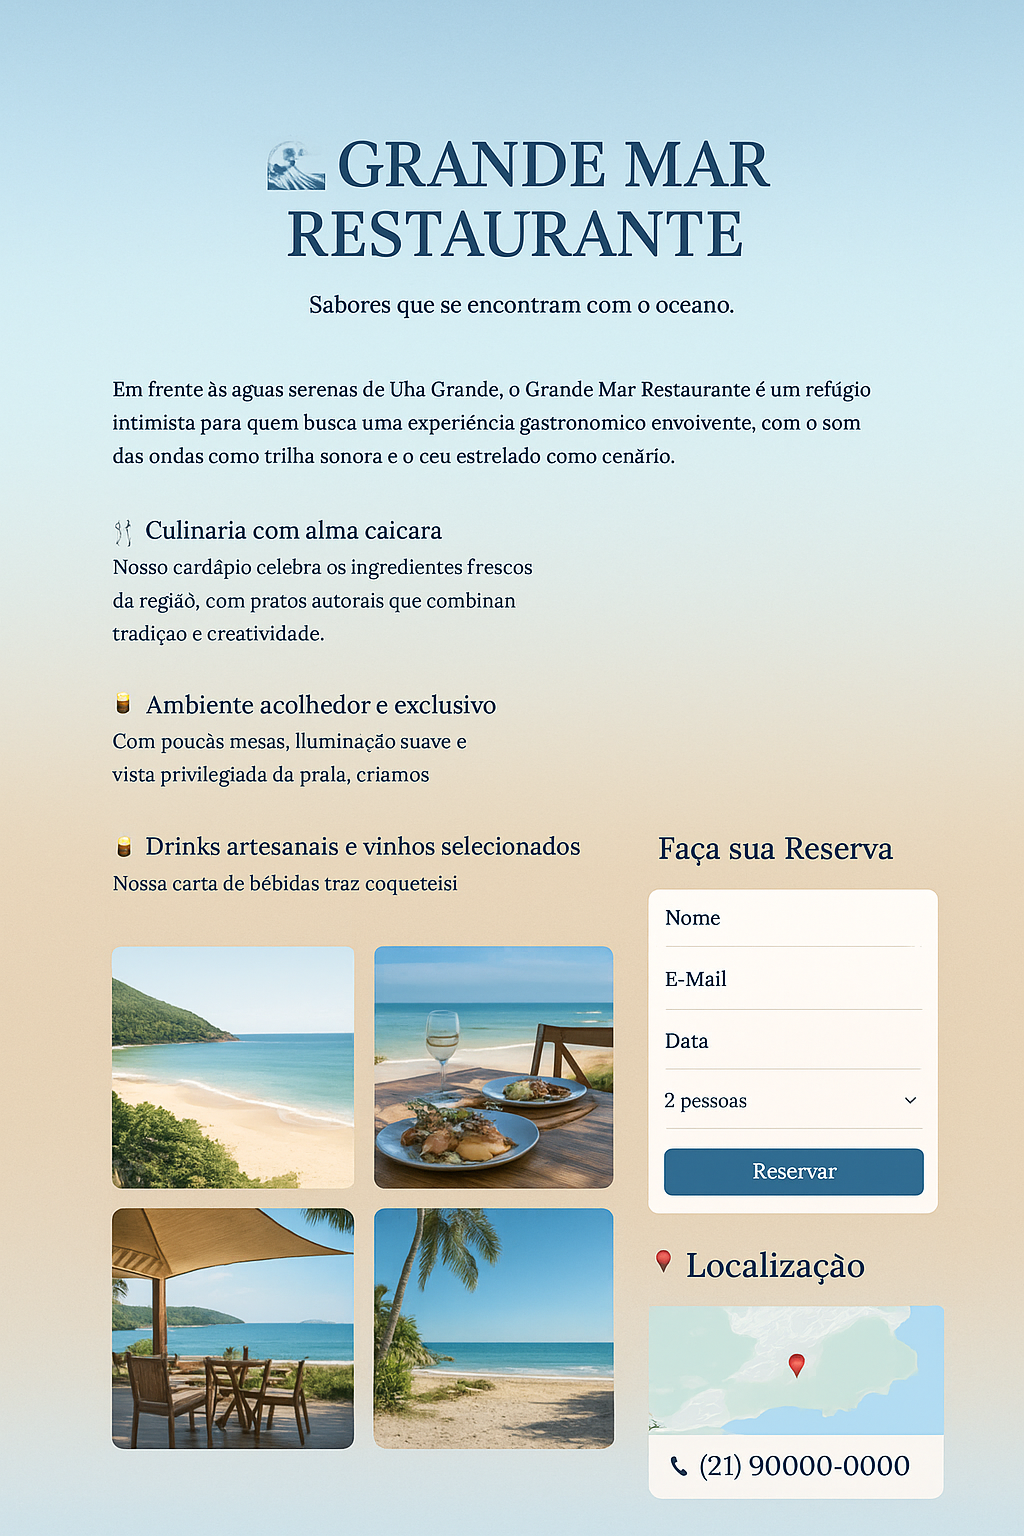 GRANDE MAR
RESTAURANTE
Sabores que se encontram com o oceano.
Em frente às aguas serenas de Uha Grande, o Grande Mar Restaurante é um refúgio
intimista para quem busca uma experiéncia gastronomico envoivente, com o som
das ondas como trilha sonora e o ceu estrelado como cenǎrio.
Culinaria com alma caicara
Nosso cardâpio celebra os ingredientes frescos
da regiãò, com pratos autorais que combinan
tradiçao e creatividade.
Ambiente acolhedor e exclusivo
Com poucàs mesas, lluminação suave e
vista privilegiada da prala, criamos
Drinks artesanais e vinhos selecionados
Nossa carta de bébidas traz coqueteisi
Faça sua Reserva
Nome
E-Mail
Data
2 pessoas
Reservar
Localizaçào
(21) 90000-0000